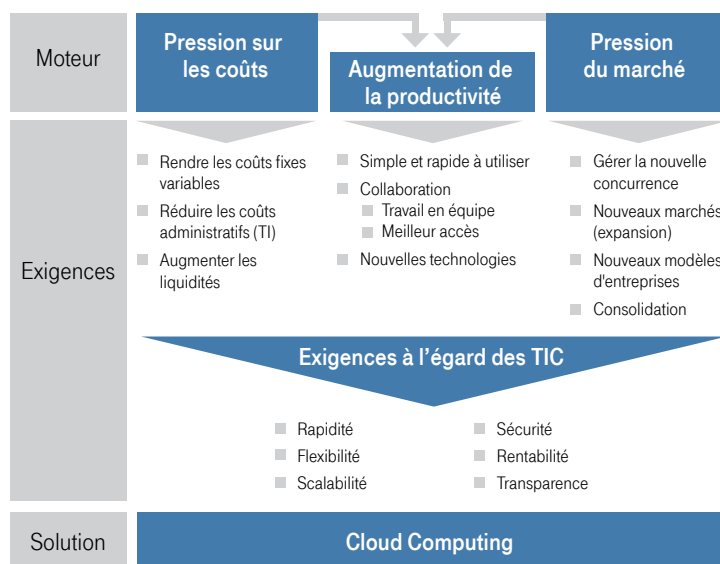 Moteur
Pression sur
les coûts
Augmentation de
la productivité
Pression
du marché
Exigences
Rendre les coûts fixes
variables
Réduire les coûts
administratifs (TI)
Augmenter les
liquidités
Simple et rapide à utiliser
Collaboration
Travail en équipe
Meilleur accès
Nouvelles technologies
Gérer la nouvelle
concurrence
Nouveaux marchés
(expansion)
Nouveaux modèles
d'entreprises
Consolidation
Exigences à l'égard des TIC
Rapidité
Flexibilité
Scalabilité
Sécurité
Rentabilité
Transparence
Solution
Cloud Computing